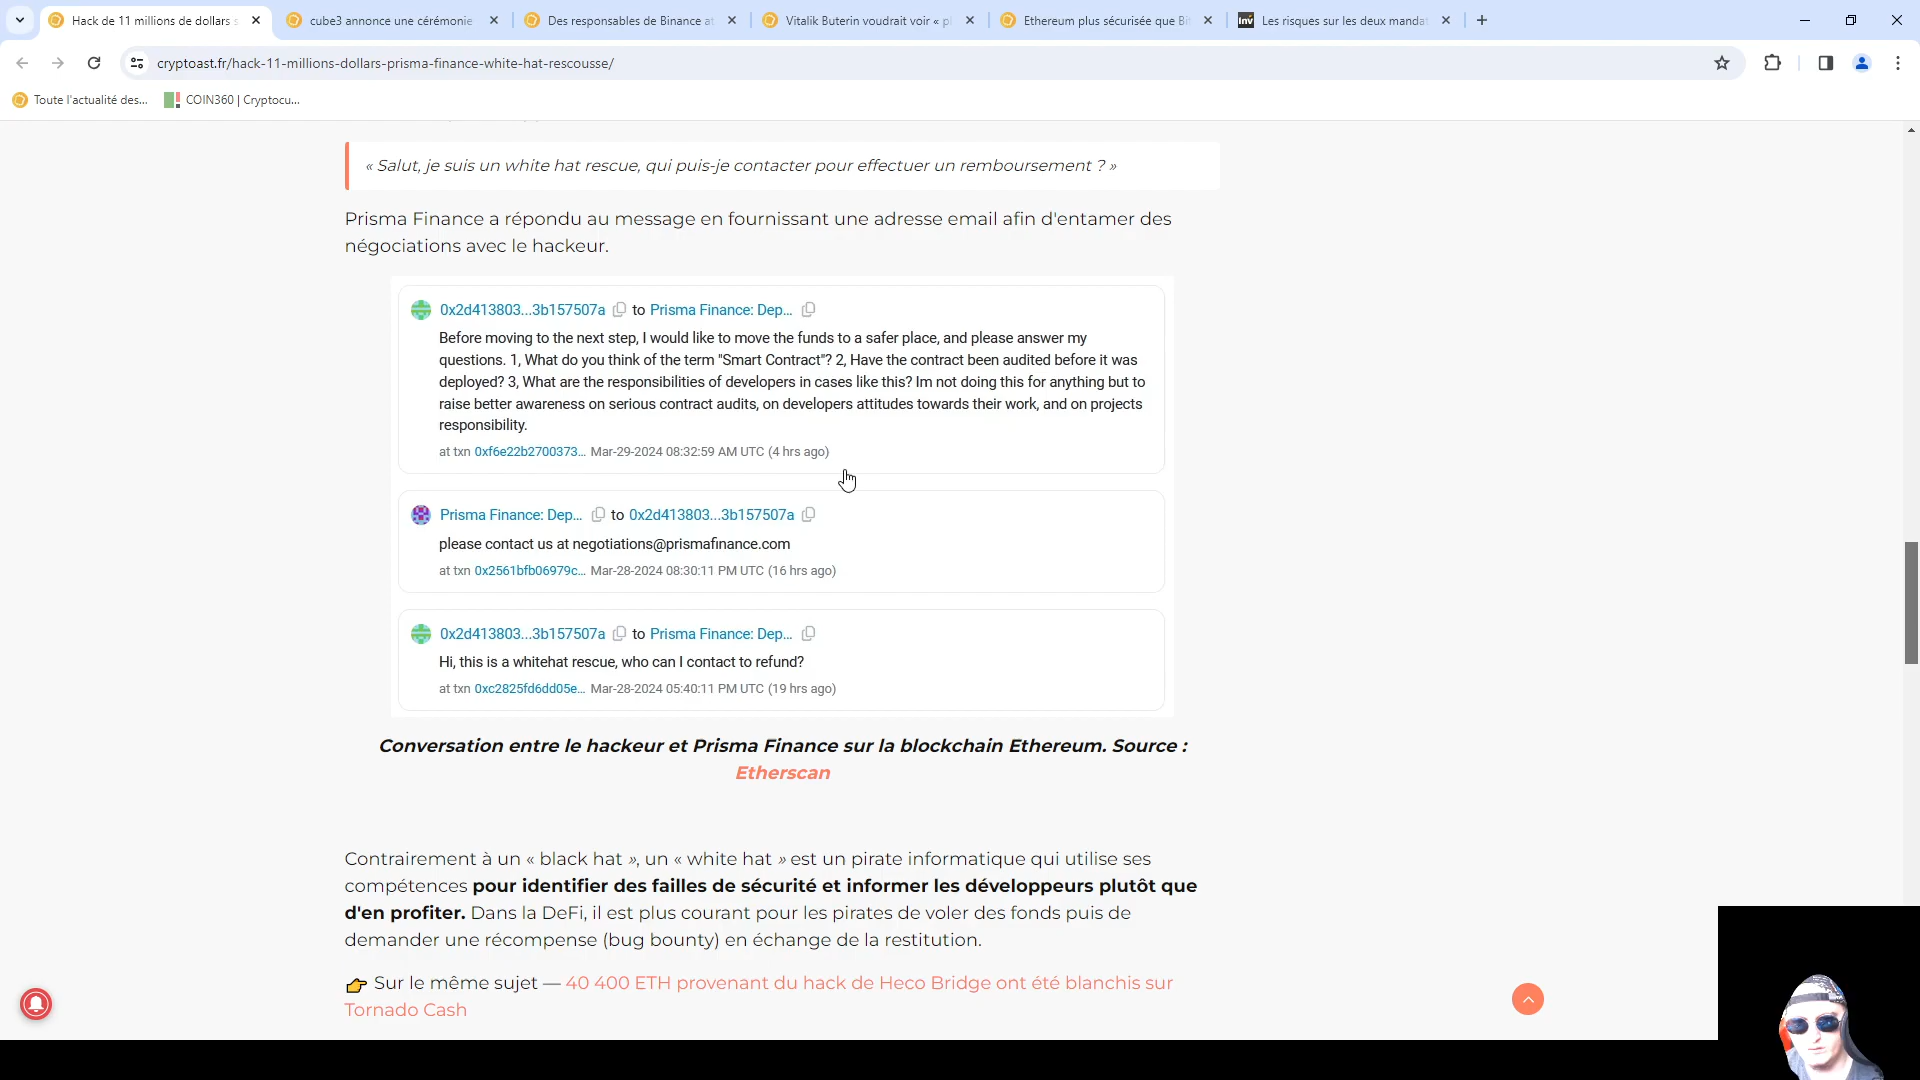 Hack de 11 millions de dollars s
cube3 annonce une cérémonie
Des responsables de Binance at
Vitalik Buterin voudrait voir « pl
Ethereum plus sécurisée que Bit
Inv Les risques sur les deux mandat
cryptoast.fr/hack-11-millions-dollars-prisma-finance-white-hat-rescousse/
Toute l'actualité des...
COIN360 | Cryptocu...
« Salut, je suis un white hat rescue, qui puis-je contacter pour effectuer un remboursement ? »
Prisma Finance a répondu au message en fournissant une adresse email afin d'entamer des
négociations avec le hackeur.
0x2d413803...3b157507a to Prisma Finance: Dep...
Before moving to the next step, I would like to move the funds to a safer place, and please answer my
questions. 1, What do you think of the term "Smart Contract"? 2, Have the contract been audited before it was
deployed? 3, What are the responsibilities of developers in cases like this? Im not doing this for anything but to
raise better awareness on serious contract audits, on developers attitudes towards their work, and on projects
responsibility.
at txn 0xf6e22b2700373... Mar-29-2024 08:32:59 AM UTC (4 hrs ago)
Prisma Finance: Dep... to 0x2d413803...3b157507a
please contact us at negotiations@prismafinance.com
at txn 0x2561bfb06979c... Mar-28-2024 08:30:11 PM UTC (16 hrs ago)
0x2d413803...3b157507a to Prisma Finance: Dep...
Hi, this is a whitehat rescue, who can I contact to refund?
at txn 0xc2825fd6dd05e... Mar-28-2024 05:40:11 PM UTC (19 hrs ago)
Conversation entre le hackeur et Prisma Finance sur la blockchain Ethereum. Source :
Etherscan
Contrairement à un « black hat », un « white hat » est un pirate informatique qui utilise ses
compétences pour identifier des failles de sécurité et informer les développeurs plutôt que
d'en profiter. Dans la DeFi, il est plus courant pour les pirates de voler des fonds puis de
demander une récompense (bug bounty) en échange de la restitution.
Sur le même sujet — 40 400 ETH provenant du hack de Heco Bridge ont été blanchis sur
Tornado Cash